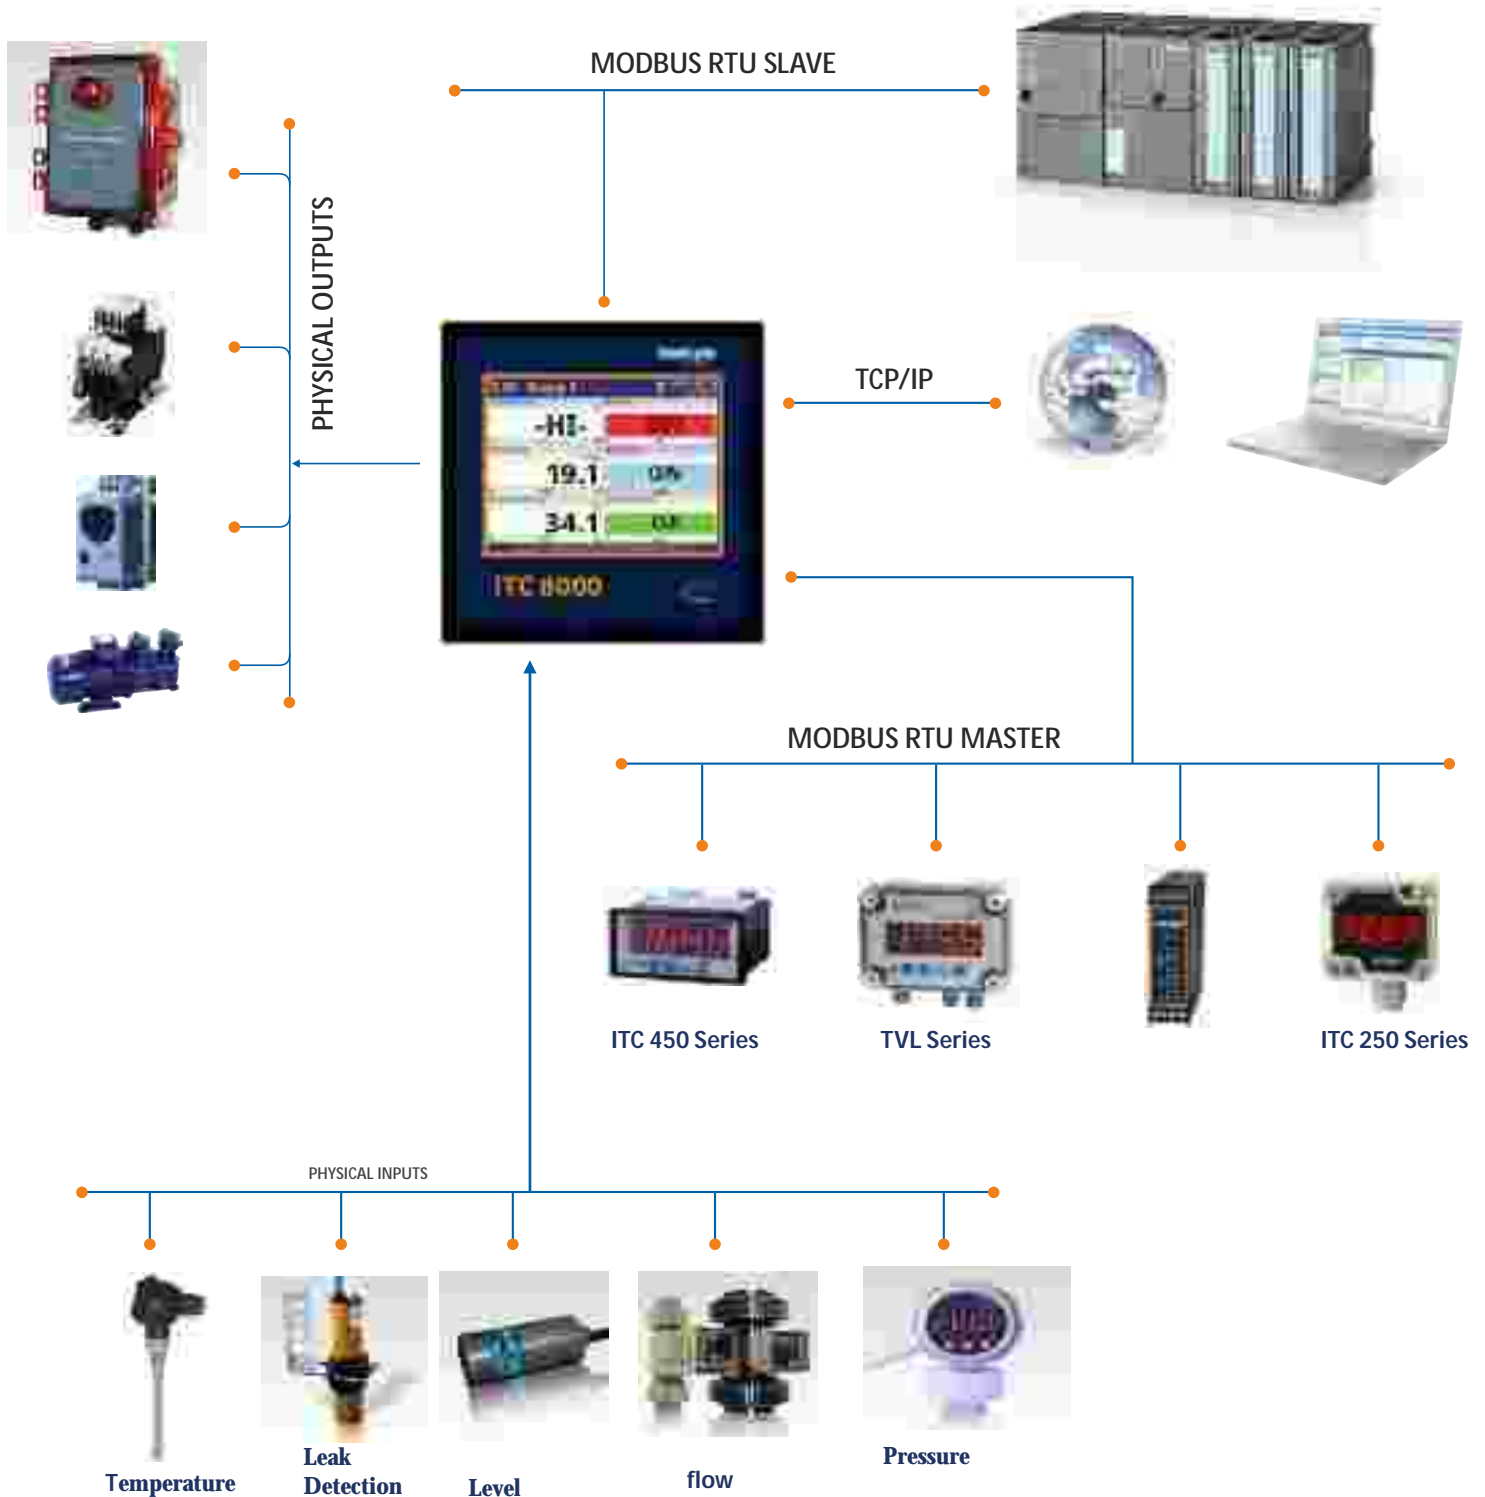 MODBUS RTU SLAVE
PHYSICAL OUTPUTS
TCP/IP
-HI-
19.1
ON
34.1
ITC 8000
MODBUS RTU MASTER
ITC 450 Series
TVL Series
ITC 250 Series
PHYSICAL INPUTS
Temperature
Leak
Detection
Level
flow
Pressure